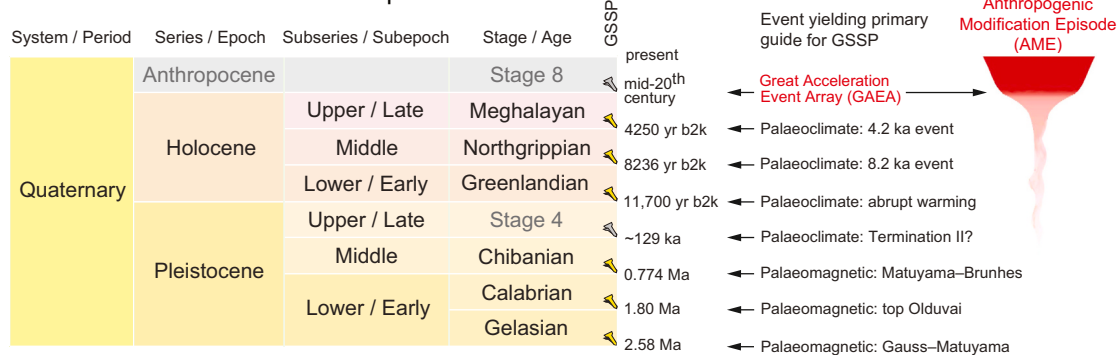 System / Period Series / Epoch Subseries / Subepoch Stage / Age GSSP Event yielding primary
guide for GSSP
Anthropogenic
Modification Episode
(AME)
present
Anthropocene Stage 8 mid-20th
century
Great Acceleration
Event Array (GAEA)
Quaternary
Holocene
Upper / Late Meghalayan
4250 yr b2k Palaeoclimate: 4.2 ka event
Middle Northgrippian
8236 yr b2k Palaeoclimate: 8.2 ka event
Lower / Early Greenlandian
11,700 yr b2k Palaeoclimate: abrupt warming
Pleistocene
Upper / Late Stage 4
~129 ka Palaeoclimate: Termination II?
Middle Chibanian
0.774 Ma Palaeomagnetic: Matuyama–Brunhes
Lower / Early Calabrian
1.80 Ma Palaeomagnetic: top Olduvai
Gelasian
2.58 Ma Palaeomagnetic: Gauss–Matuyama